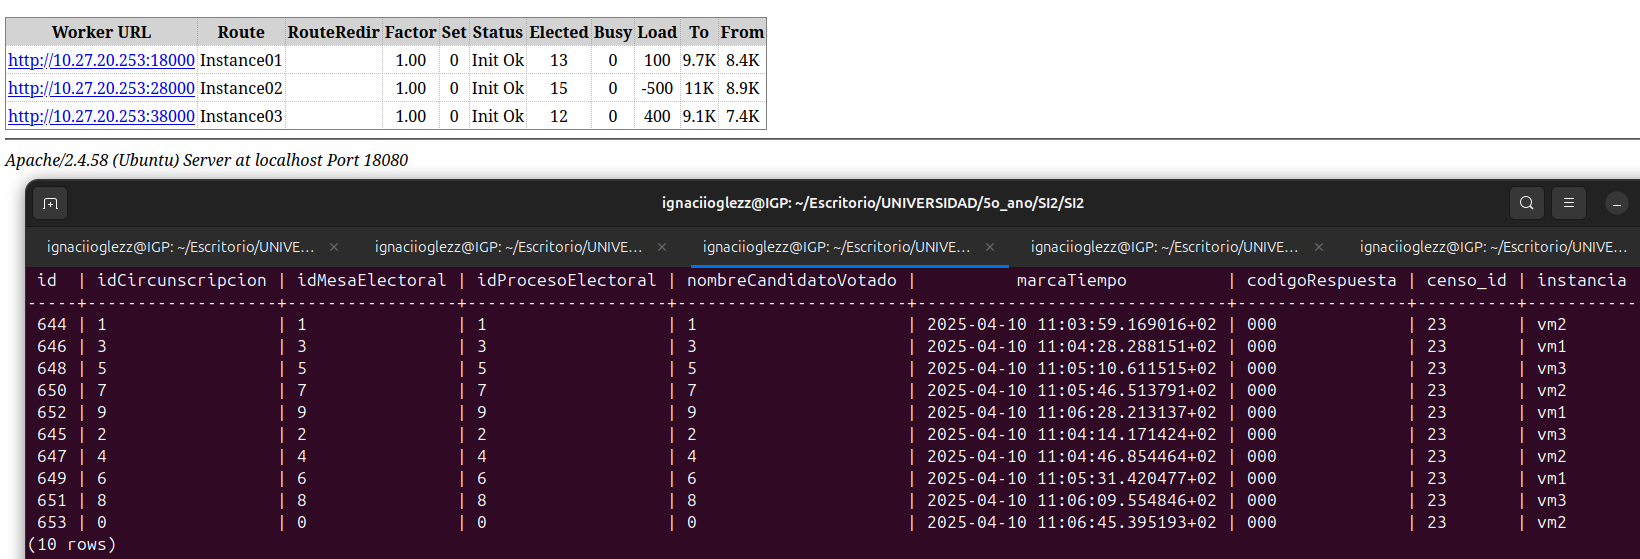 Worker URL Route RouteRedir Factor Set Status Elected Busy Load To From
http://10.27.20.253:18000 Instance01 1.00 0 Init Ok 13 0 100 9.7K 8.4K
http://10.27.20.253:28000 Instance02 1.00 0 Init Ok 15 0 -500 11K 8.9K
http://10.27.20.253:38000 Instance03 1.00 0 Init Ok 12 0 400 9.1K 7.4K
Apache/2.4.58 (Ubuntu) Server at localhost Port 18080
ignaciioglezz@IGP: ~/Escritorio/UNIVERSIDAD/5o_ano/SI2/SI2
ignaciioglezz@IGP: ~/Escritorio/UNIVE... × ignaciioglezz@IGP: ~/Escritorio/UNIVE... × ignaciioglezz@IGP: ~/Escritorio/UNIVE... × ignaciioglezz@IGP: ~/Escritorio/UNIVE... × ignaciioglezz@IGP: ~/Escritorio/UNIVE...
id | idCircunscripcion | idMesaElectoral | idProcesoElectoral | nombreCandidatoVotado | marcaTiempo | codigoRespuesta | censo_id | instancia
-----+-------------------+-----------------+--------------------+-----------------------+-------------------------------+-----------------+----------+-----------
644 | 1 | 1 | 1 | 1 | 2025-04-10 11:03:59.169016+02 | 000 | 23 | vm2
646 | 3 | 3 | 3 | 3 | 2025-04-10 11:04:28.288151+02 | 000 | 23 | vm1
648 | 5 | 5 | 5 | 5 | 2025-04-10 11:05:10.611515+02 | 000 | 23 | vm3
650 | 7 | 7 | 7 | 7 | 2025-04-10 11:05:46.513791+02 | 000 | 23 | vm2
652 | 9 | 9 | 9 | 9 | 2025-04-10 11:06:28.213137+02 | 000 | 23 | vm1
645 | 2 | 2 | 2 | 2 | 2025-04-10 11:04:14.171424+02 | 000 | 23 | vm3
647 | 4 | 4 | 4 | 4 | 2025-04-10 11:04:46.854464+02 | 000 | 23 | vm2
649 | 6 | 6 | 6 | 6 | 2025-04-10 11:05:31.420477+02 | 000 | 23 | vm1
651 | 8 | 8 | 8 | 8 | 2025-04-10 11:06:09.554846+02 | 000 | 23 | vm3
653 | 0 | 0 | 0 | 0 | 2025-04-10 11:06:45.395193+02 | 000 | 23 | vm2
(10 rows)